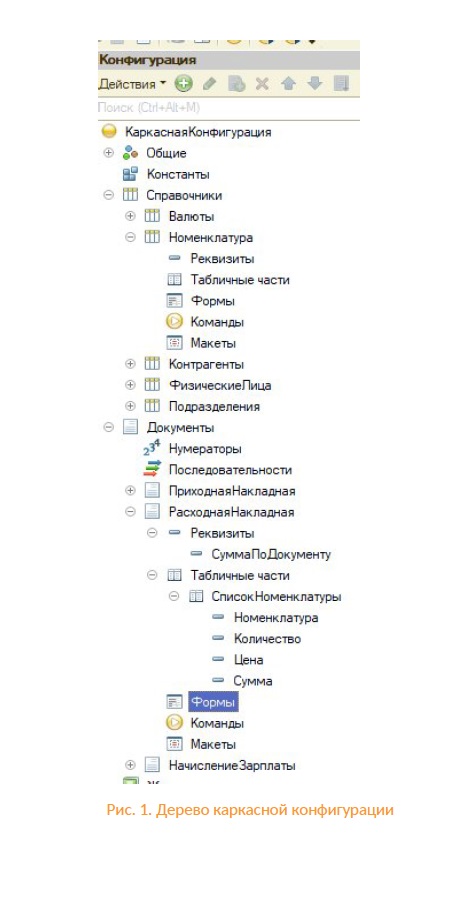 Конфигурация
Действия
Поиск (Ctrl+Alt+M)
КаркаснаяКонфигурация
Общие
Константы
Справочники
Валюты
Номенклатура
Реквизиты
Табличные части
Формы
Команды
Макеты
Контрагенты
ФизическиеЛица
Подразделения
Документы
Нумераторы
Последовательности
ПриходнаяНакладная
РасходнаяНакладная
Реквизиты
СуммаПоДокументу
Табличные части
СписокНоменклатуры
Номенклатура
Количество
Цена
Сумма
Формы
Команды
Макеты
НачислениеЗарплаты
Рис. 1. Дерево каркасной конфигурации